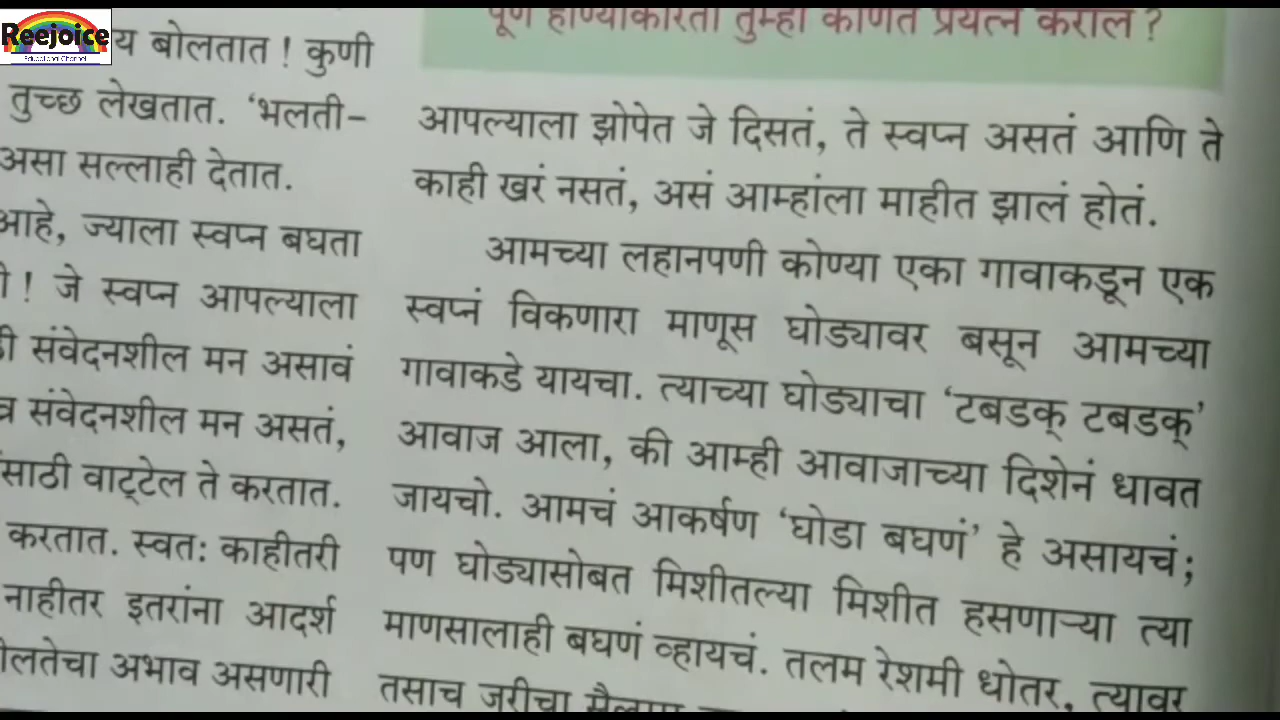 Reejoice
Educational Channel
बोलतात ! कुणी
तुच्छ लेखतात. ‘भलती-
असा सल्लाही देतात.
आहे, ज्याला स्वप्न बघता
! जे स्वप्न आपल्याला
संवेदनशील मन असावं
संवेदनशील मन असतं,
वाट्टेल ते करतात.
करतात. स्वतः काहीतरी
नाहीतर इतरांना आदर्श
अभाव असणारी
पूर्ण होण्याकरिता तुम्ही कोणते प्रयत्न कराल ?
आपल्याला झोपेत जे दिसतं, ते स्वप्न असतं आणि ते
काही खरं नसतं, असं आम्हांला माहीत झालं होतं.
आमच्या लहानपणी कोण्या एका गावाकडून एक
स्वप्नं विकणारा माणूस घोड्यावर बसून आमच्या
गावाकडे यायचा. त्याच्या घोड्याचा ‘टबडक् टबडक्’
आवाज आला, की आम्ही आवाजाच्या दिशेनं धावत
जायचो. आमचं आकर्षण ‘घोडा बघणं’ हे असायचं;
पण घोड्यासोबत मिशीतल्या मिशीत हसणाऱ्या त्या
माणसालाही बघणं व्हायचं. तलम रेशमी धोतर, त्यावर
तसाच जरीचा